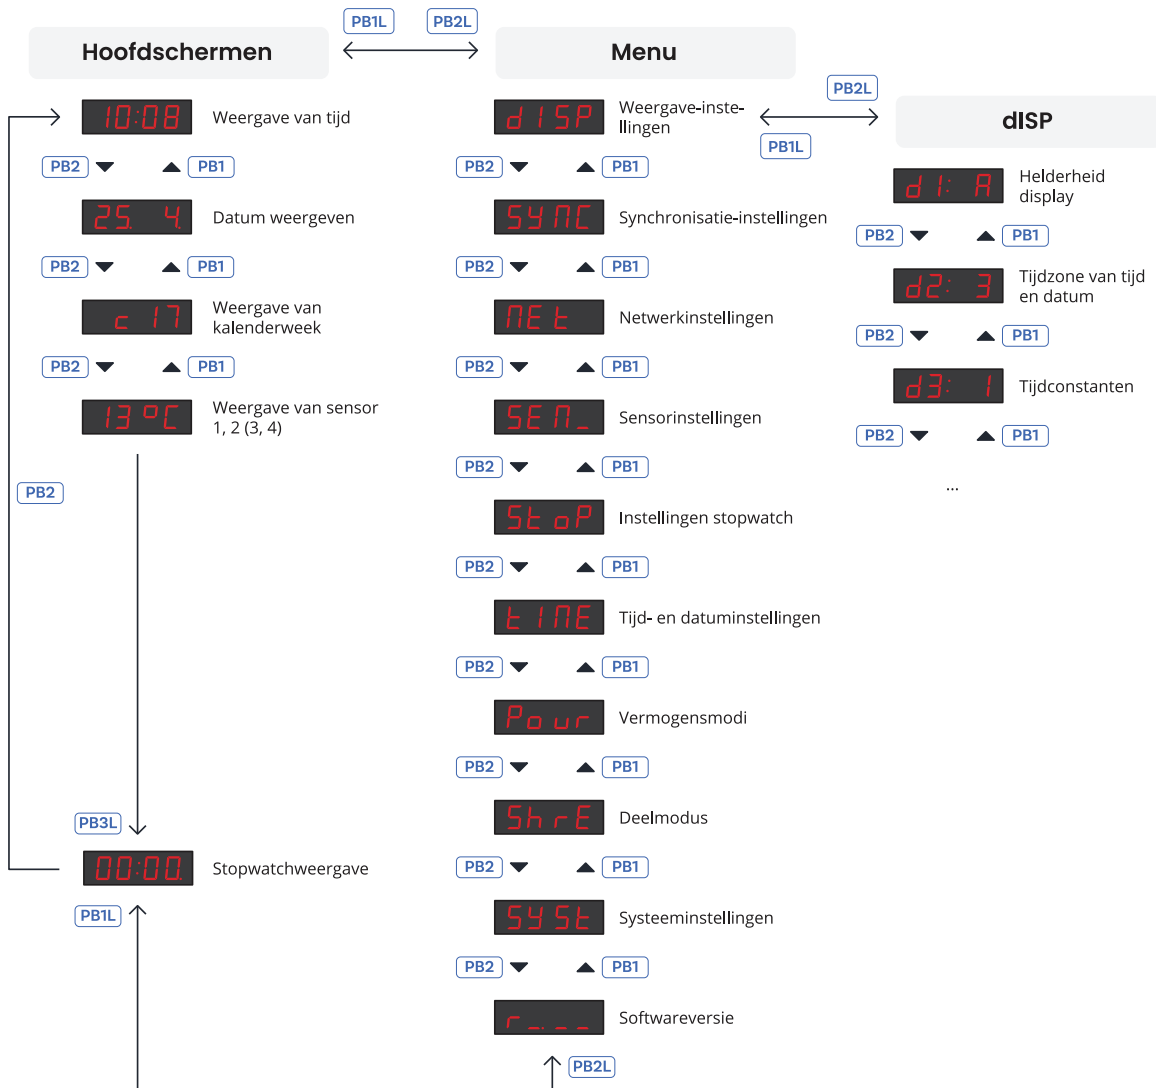 PB1L
PB2L
Hoofdschermen
Menu
10:08
Weergave van tijd
PB2
PB1
25. 4.
Datum weergeven
PB2
PB1
c 17
Weergave van
kalenderweek
PB2
PB1
13 °C
Weergave van sensor
1, 2 (3, 4)
PB2
PB3L
00:00.
Stopwatchweergave
PB1L
dISP
Weergave-inste-
llingen
PB2
PB1
SYNC
Synchronisatie-instellingen
PB2
PB1
NEt
Netwerkinstellingen
PB2
PB1
SEN_
Sensorinstellingen
PB2
PB1
StoP
Instellingen stopwatch
PB2
PB1
tIME
Tijd- en datuminstellingen
PB2
PB1
Pour
Vermogensmodi
PB2
PB1
ShrE
Deelmodus
PB2
PB1
SYSt
Systeeminstellingen
PB2
PB1
r_._ _
Softwareversie
PB2L
PB2L
PB1L
dISP
d1: A
Helderheid
display
PB2
PB1
d2: 3
Tijdzone van tijd
en datum
PB2
PB1
d3: 1
Tijdconstanten
PB2
PB1
...